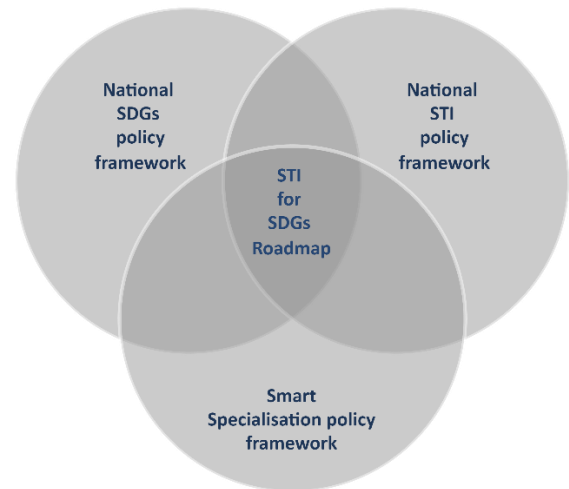 National
SDGs
policy
framework
National
STI
policy
framework
STI
for
SDGs
Roadmap
Smart
Specialisation policy
framework